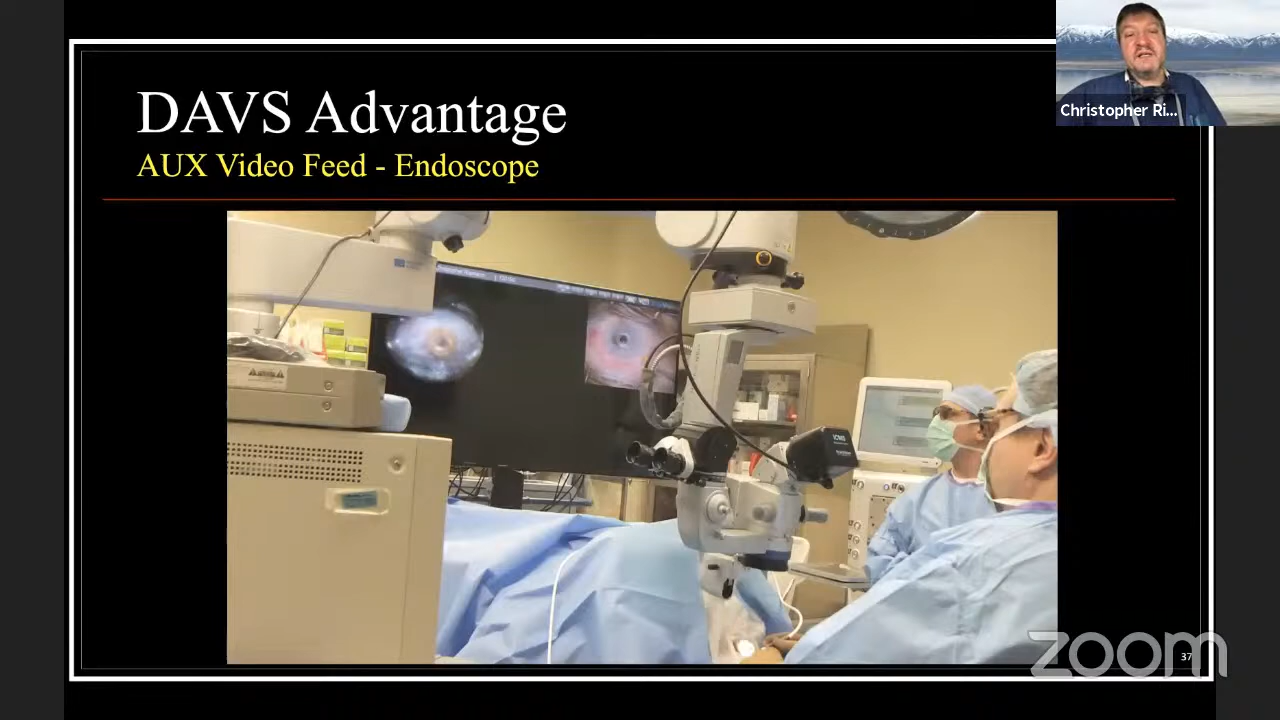 DAVS Advantage
AUX Video Feed - Endoscope
Christopher Ri...
zoom
37